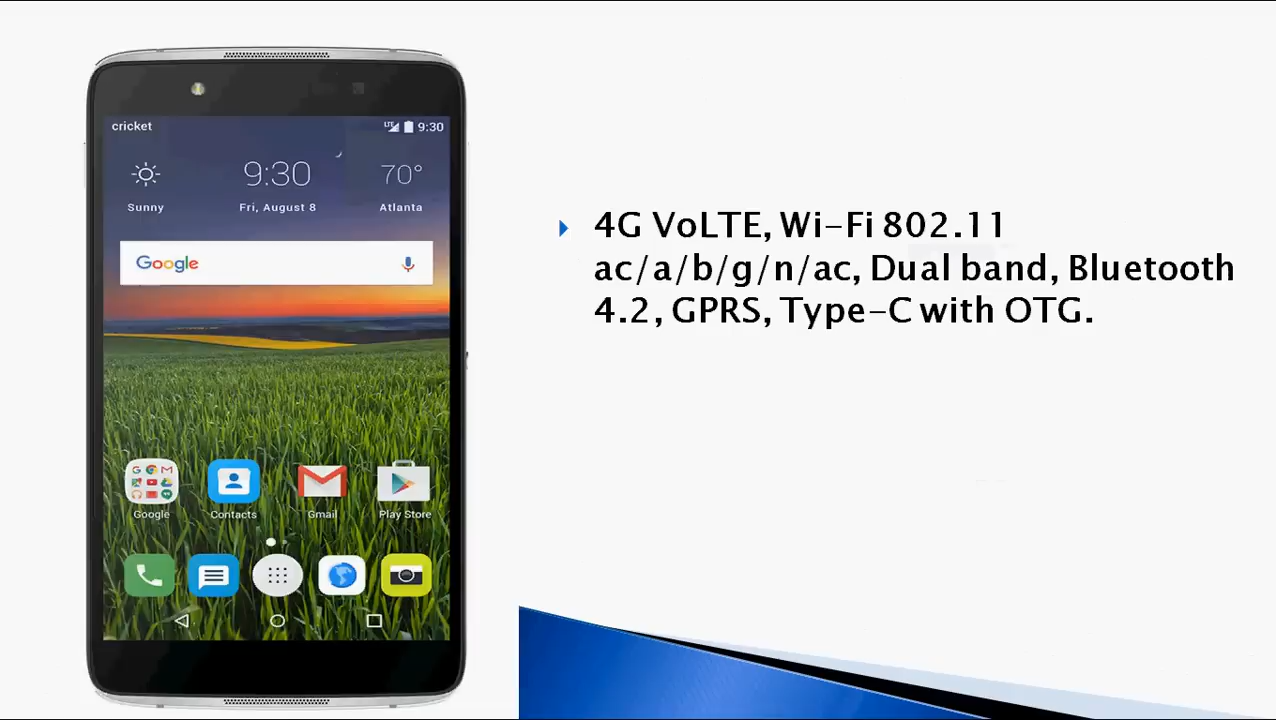 cricket
LTE 9:30
9:30 70°
Sunny Fri, August 8 Atlanta
Google
Google Contacts Gmail Play Store
4G VoLTE, Wi-Fi 802.11
ac/a/b/g/n/ac, Dual band, Bluetooth
4.2, GPRS, Type-C with OTG.